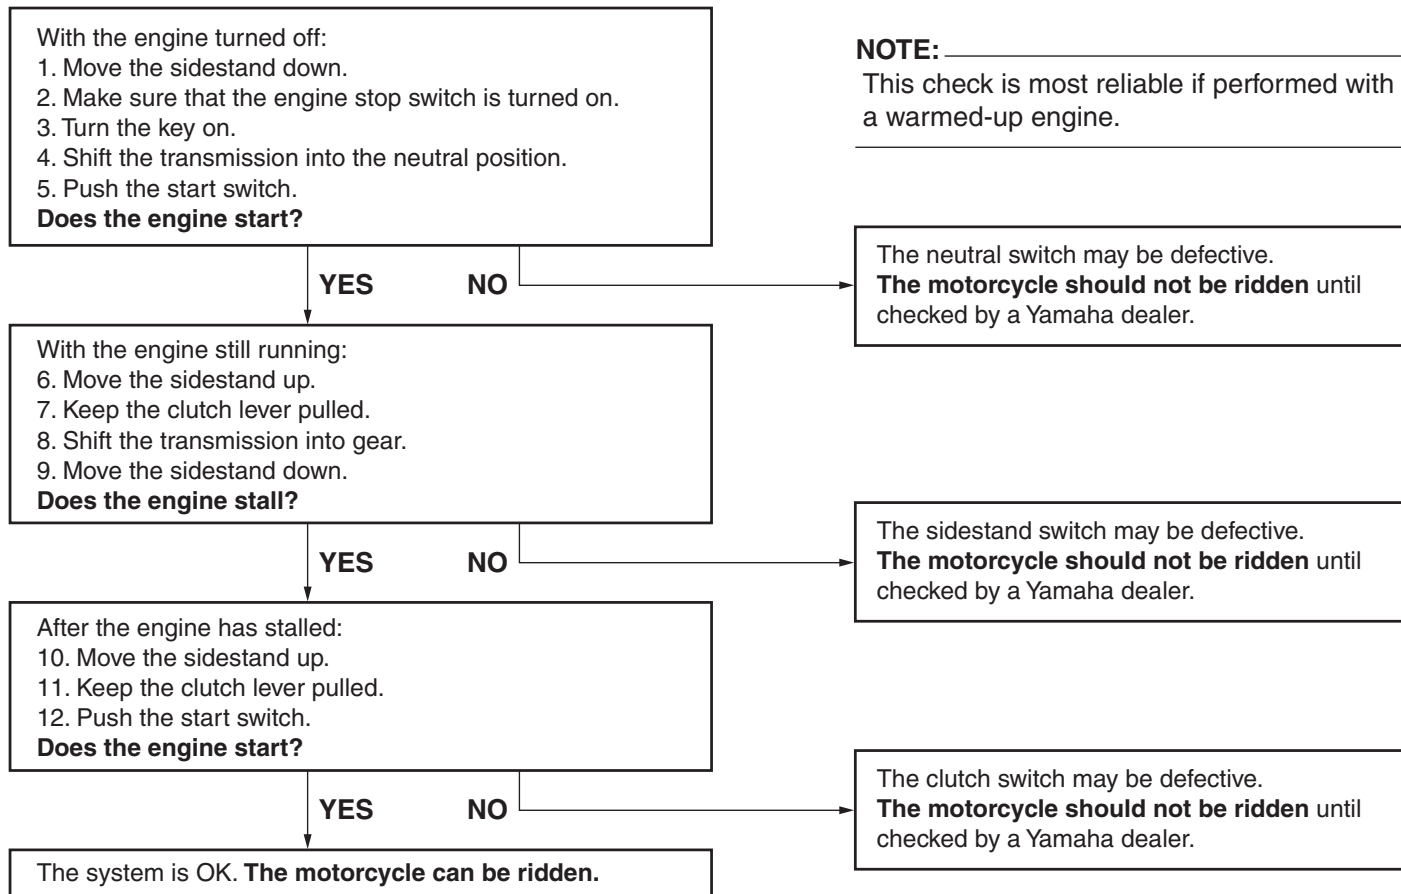 With the engine turned off:
1. Move the sidestand down.
2. Make sure that the engine stop switch is turned on.
3. Turn the key on.
4. Shift the transmission into the neutral position.
5. Push the start switch.
Does the engine start?
NOTE:
This check is most reliable if performed with
a warmed-up engine.
YES NO
The neutral switch may be defective.
The motorcycle should not be ridden until
checked by a Yamaha dealer.
With the engine still running:
6. Move the sidestand up.
7. Keep the clutch lever pulled.
8. Shift the transmission into gear.
9. Move the sidestand down.
Does the engine stall?
YES NO
The sidestand switch may be defective.
The motorcycle should not be ridden until
checked by a Yamaha dealer.
After the engine has stalled:
10. Move the sidestand up.
11. Keep the clutch lever pulled.
12. Push the start switch.
Does the engine start?
YES NO
The clutch switch may be defective.
The motorcycle should not be ridden until
checked by a Yamaha dealer.
The system is OK. The motorcycle can be ridden.